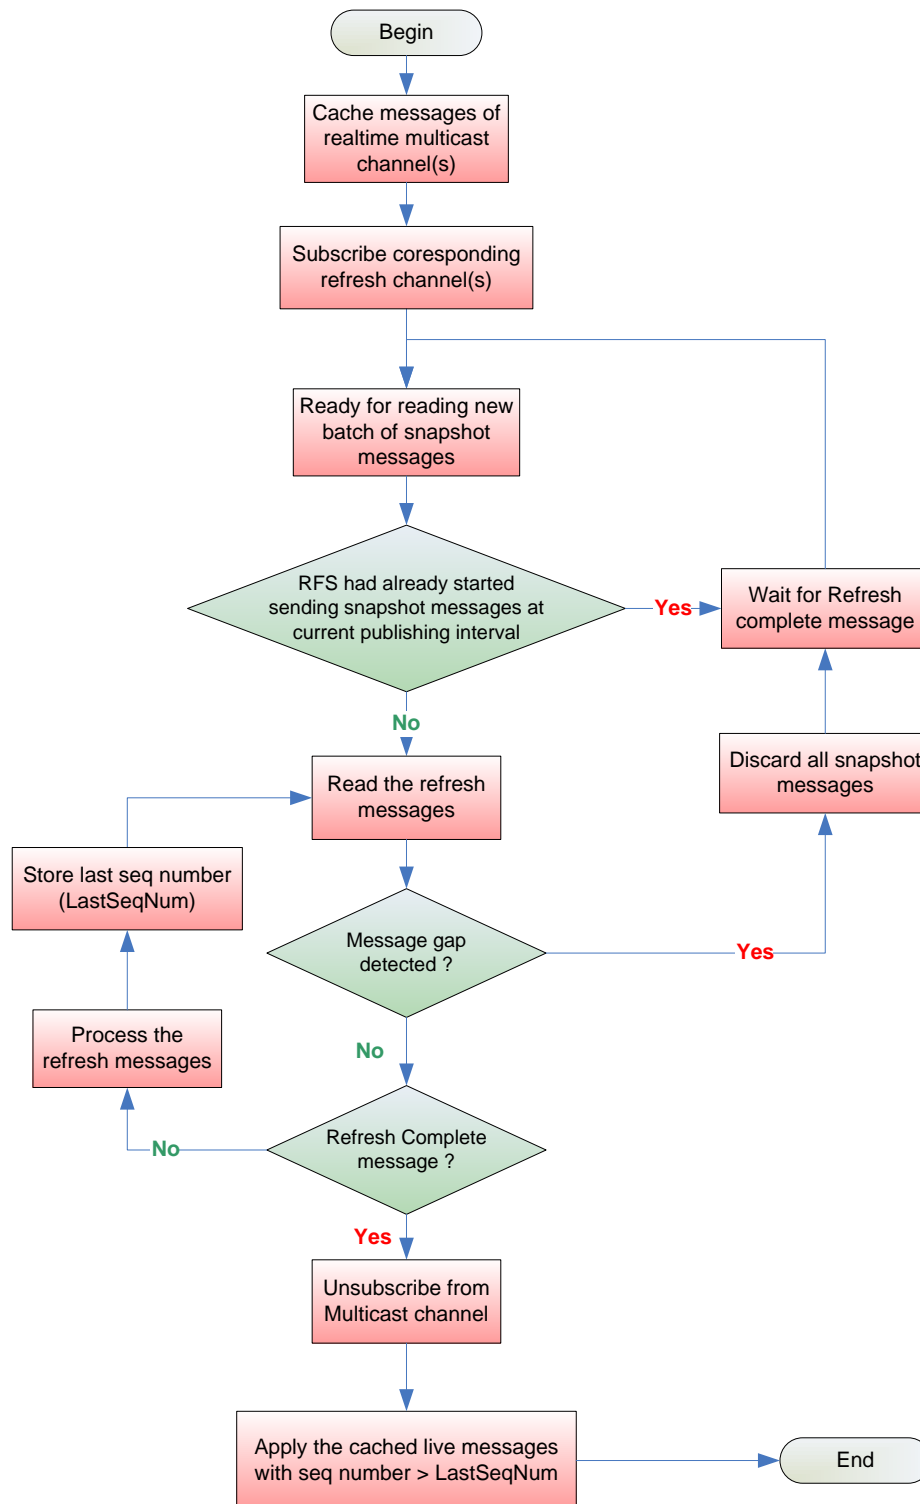 Begin
Cache messages of
realtime multicast
channel(s)
Subscribe coresponding
refresh channel(s)
Ready for reading new
batch of snapshot
messages
RFS had already started
sending snapshot messages at
current publishing interval
Yes
Wait for Refresh
complete message
No
Read the refresh
messages
Discard all snapshot
messages
Store last seq number
(LastSeqNum)
Message gap
detected ?
Yes
Process the
refresh messages
No
Refresh Complete
message ?
No
Yes
Unsubscribe from
Multicast channel
Apply the cached live messages
with seq number > LastSeqNum
End